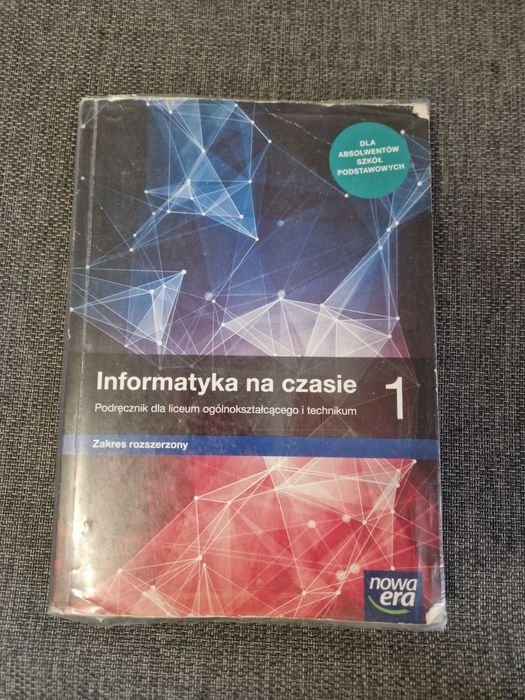 DLA
ABSOLWENTÓW
SZKÓŁ
PODSTAWOWYCH
Informatyka na czasie 1
Podręcznik dla liceum ogólnokształcącego i technikum
Zakres rozszerzony
nowa
era